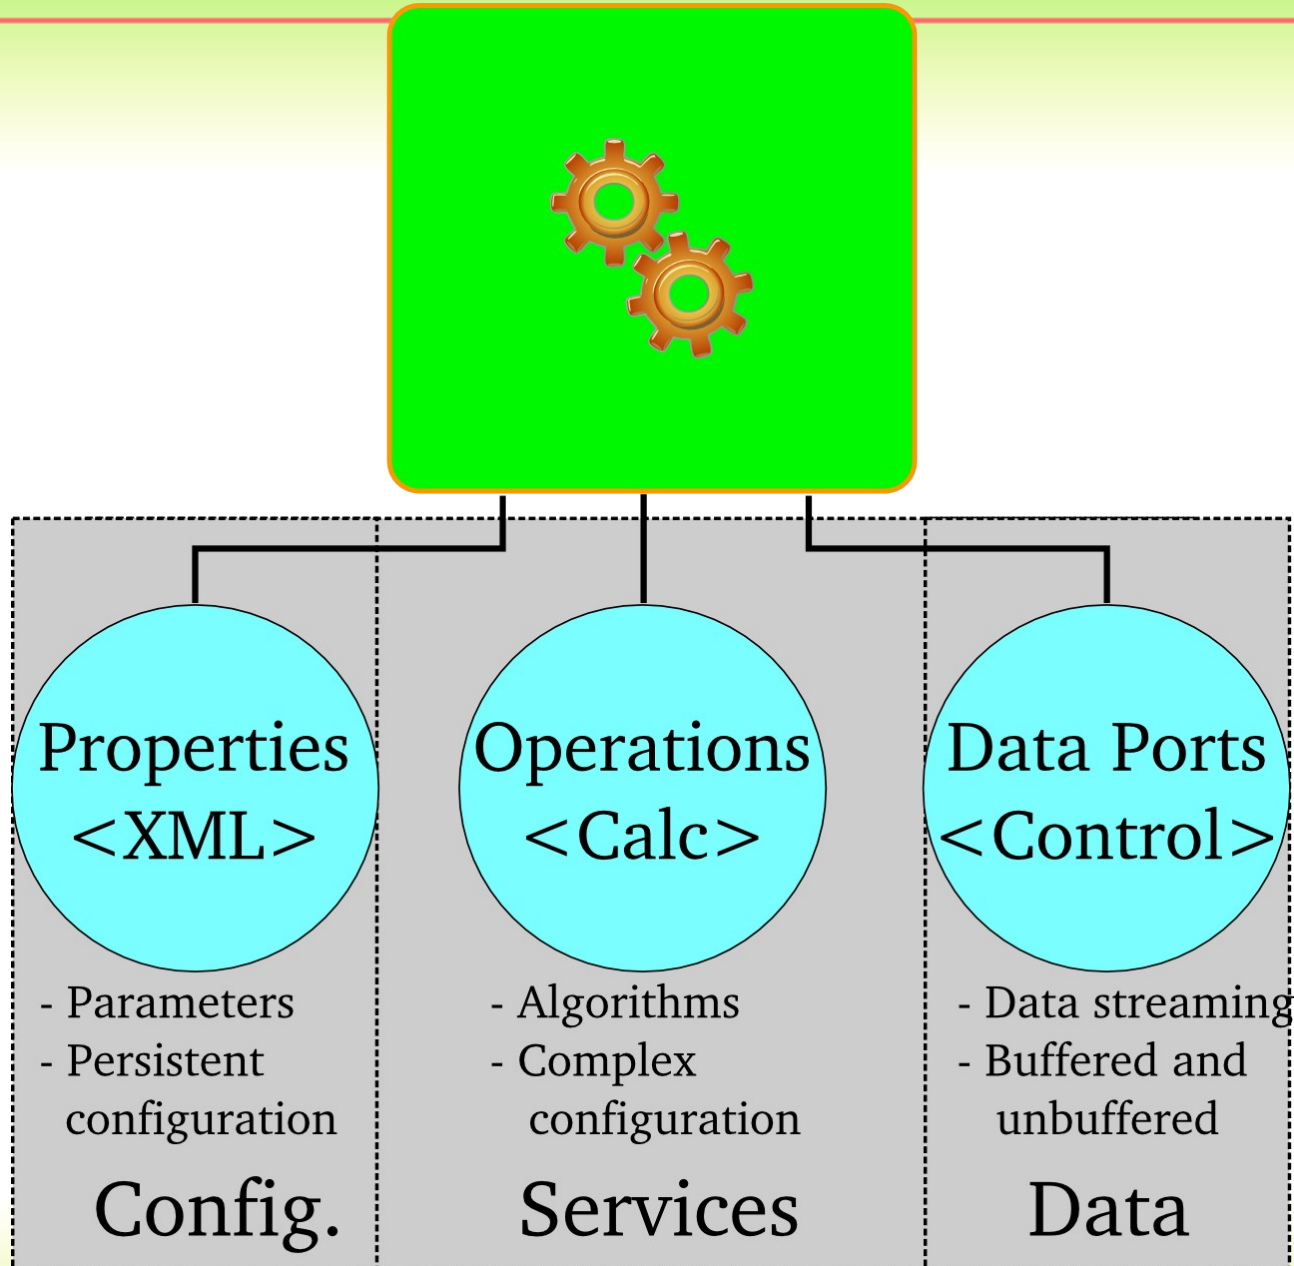 Properties
<XML>
- Parameters
- Persistent
configuration
Config.
Operations
<Calc>
- Algorithms
- Complex
configuration
Services
Data Ports
<Control>
- Data streaming
- Buffered and
unbuffered
Data